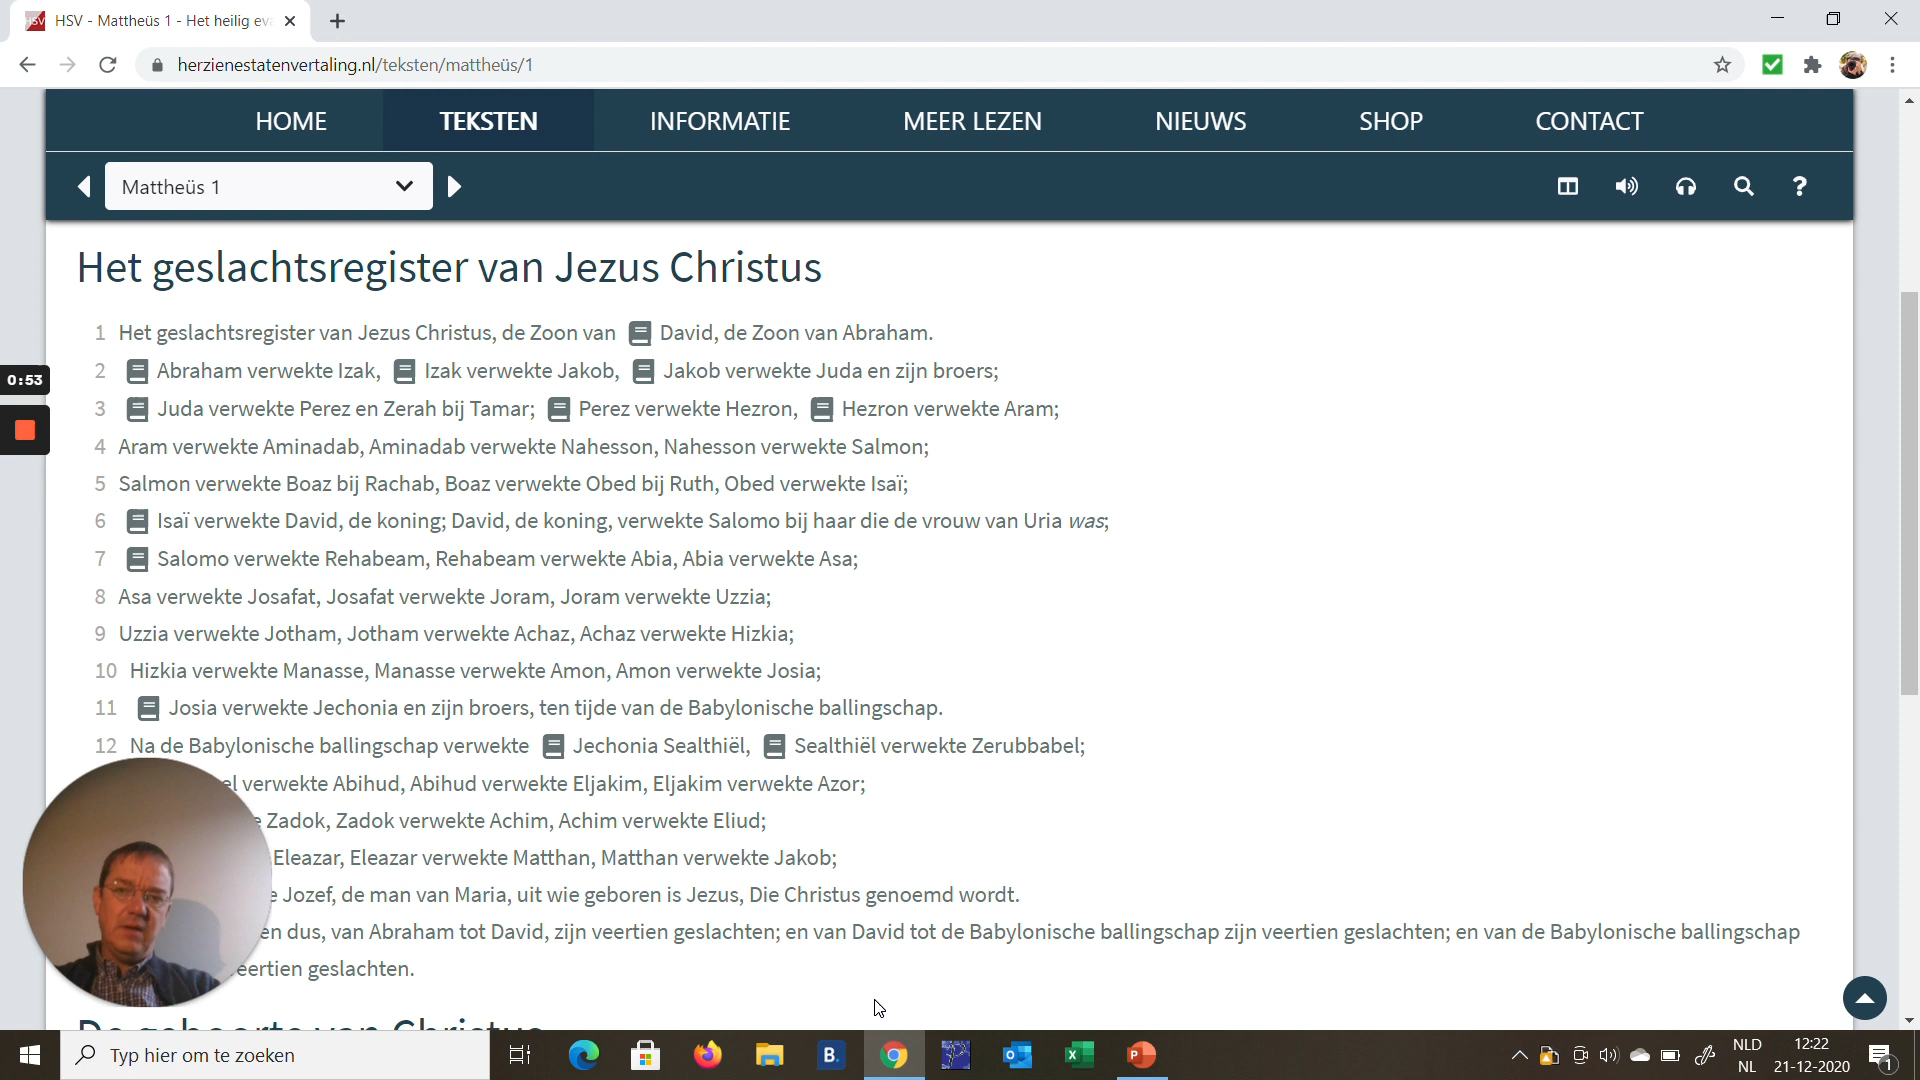 HSV - Mattheüs 1 - Het heilig eva
herzienestatenvertaling.nl/teksten/mattheüs/1
HOME TEKSTEN INFORMATIE MEER LEZEN NIEUWS SHOP CONTACT
Mattheüs 1
Het geslachtsregister van Jezus Christus
1 Het geslachtsregister van Jezus Christus, de Zoon van David, de Zoon van Abraham.
2 Abraham verwekte Izak, Izak verwekte Jakob, Jakob verwekte Juda en zijn broers;
0:53
3 Juda verwekte Perez en Zerah bij Tamar; Perez verwekte Hezron, Hezron verwekte Aram;
4 Aram verwekte Aminadab, Aminadab verwekte Nahesson, Nahesson verwekte Salmon;
5 Salmon verwekte Boaz bij Rachab, Boaz verwekte Obed bij Ruth, Obed verwekte Isaï;
6 Isaï verwekte David, de koning; David, de koning, verwekte Salomo bij haar die de vrouw van Uria was;
7 Salomo verwekte Rehabeam, Rehabeam verwekte Abia, Abia verwekte Asa;
8 Asa verwekte Josafat, Josafat verwekte Joram, Joram verwekte Uzzia;
9 Uzzia verwekte Jotham, Jotham verwekte Achaz, Achaz verwekte Hizkia;
10 Hizkia verwekte Manasse, Manasse verwekte Amon, Amon verwekte Josia;
11 Josia verwekte Jechonia en zijn broers, ten tijde van de Babylonische ballingschap.
12 Na de Babylonische ballingschap verwekte Jechonia Sealthiël, Sealthiël verwekte Zerubbabel;
el verwekte Abihud, Abihud verwekte Eljakim, Eljakim verwekte Azor;
e Zadok, Zadok verwekte Achim, Achim verwekte Eliud;
Eleazar, Eleazar verwekte Matthan, Matthan verwekte Jakob;
e Jozef, de man van Maria, uit wie geboren is Jezus, Die Christus genoemd wordt.
en dus, van Abraham tot David, zijn veertien geslachten; en van David tot de Babylonische ballingschap zijn veertien geslachten; en van de Babylonische ballingschap
veertien geslachten.
De geboorte van Christus
Typ hier om te zoeken
NLD 12:22
NL 21-12-2020
1